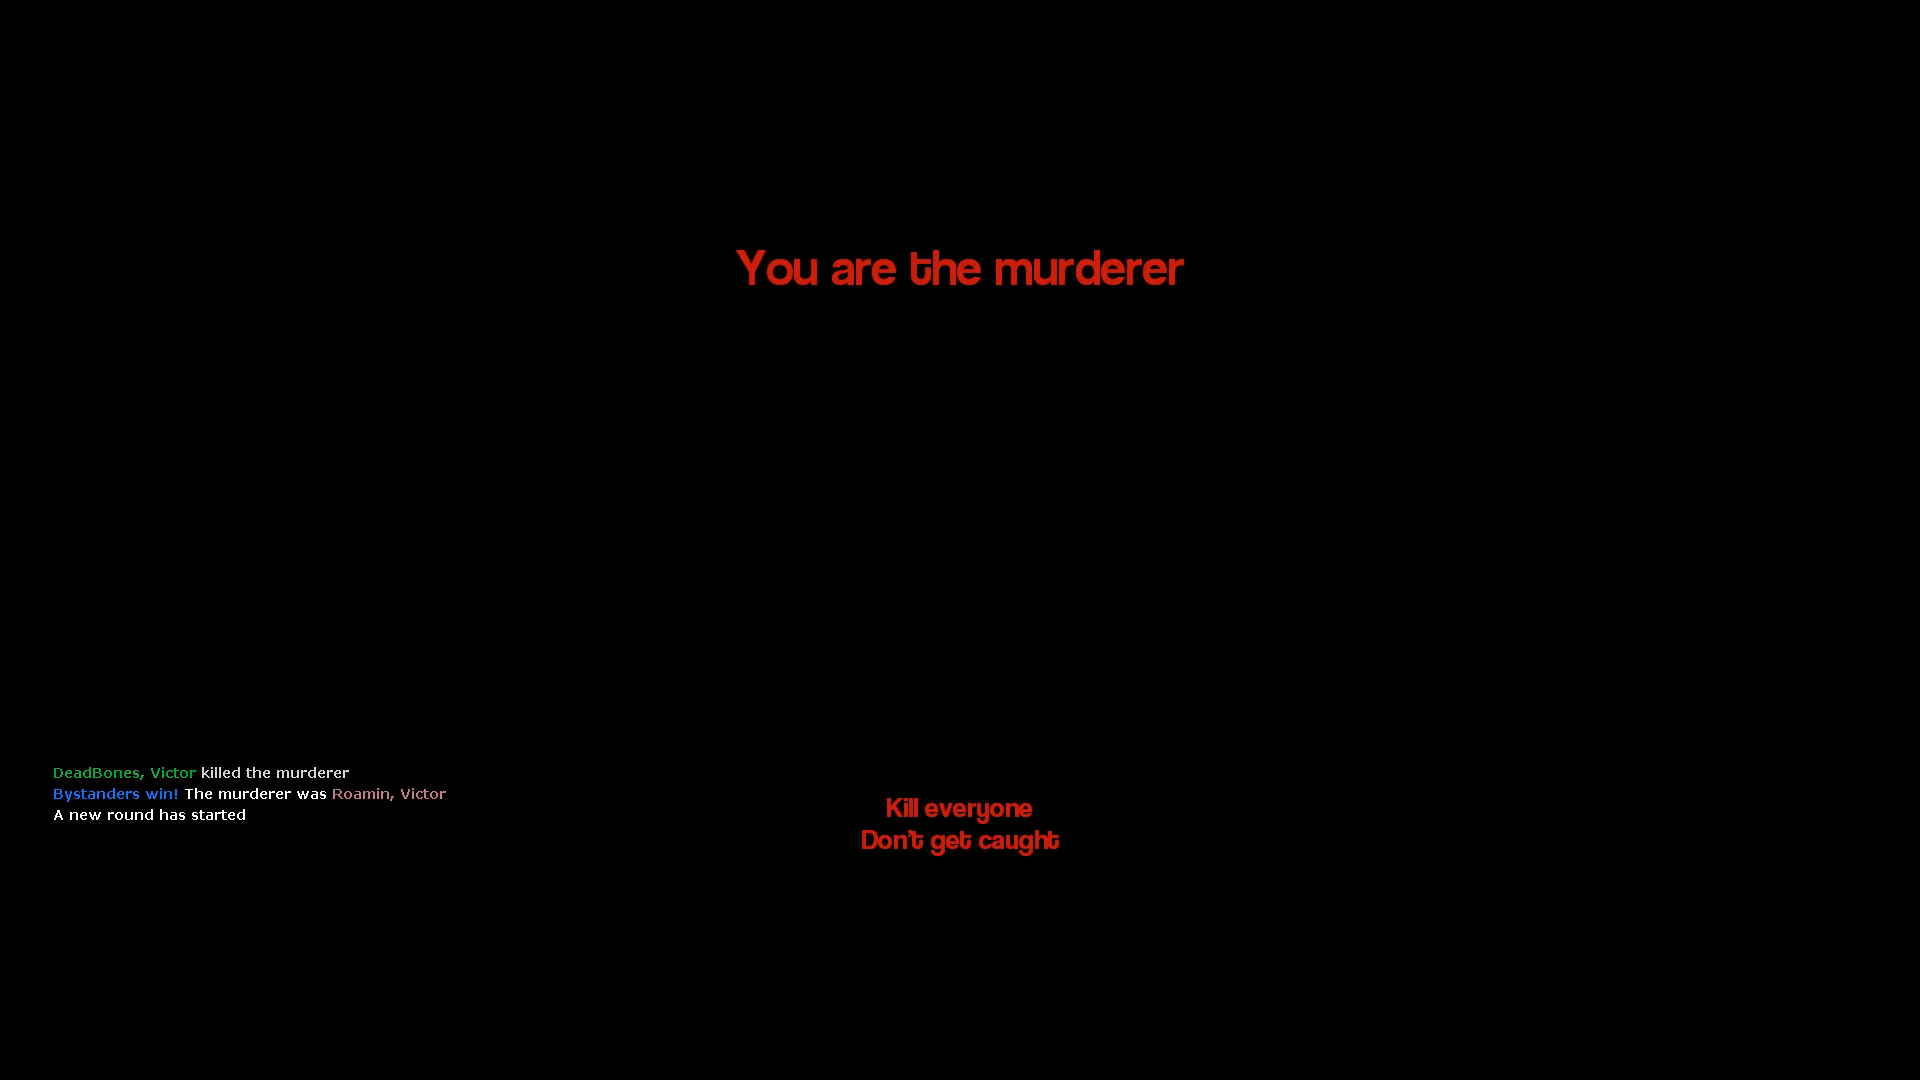 You are the murderer
DeadBones, Victor killed the murderer
Bystanders win! The murderer was Roamin, Victor
A new round has started
Kill everyone
Don't get caught